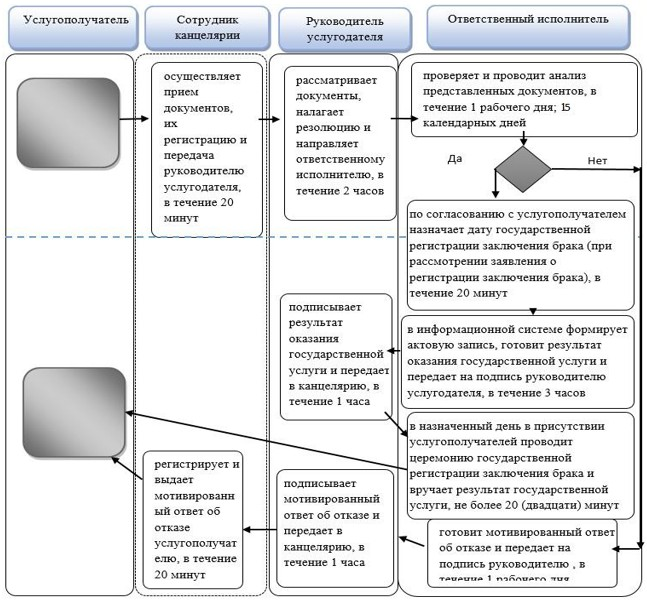 Услугополучатель
Сотрудник
канцелярии
Руководитель
услугодателя
Ответственный исполнитель
осуществляет
прием
документов,
их
регистрацию и
передача
руководителю
услугодателя,
в течение 20
минут
рассматривает
документы,
налагает
резолюцию и
направляет
ответственному
исполнителю, в
течение 2 часов
проверяет и проводит анализ
представленных документов, в
течение 1 рабочего дня; 15
календарных дней
Да
Нет
по согласованию с услугополучателем
назначает дату государственной
регистрации заключения брака (при
рассмотрении заявления о
регистрации заключения брака), в
течение 20 минут
подписывает
результат
оказания
государственной
услуги и передает
в канцелярию, в
течение 1 часа
в информационной системе формирует
актовую запись, готовит результат
оказания государственной услуги и
передает на подпись руководителю
услугодателя, в течение 3 часов
в назначенный день в присутствии
услугополучателей проводит
церемонию государственной
регистрации заключения брака и
вручает результат государственной
услуги, не более 20 (двадцати) минут
регистрирует и
выдает
мотивированн
ый ответ об
отказе
услугополучат
елю, в течение
20 минут
подписывает
мотивированный
ответ об отказе и
передает в
канцелярию, в
течение 1 часа
готовит мотивированный ответ
об отказе и передает на
подпись руководителю , в
течение 1 рабочего дня